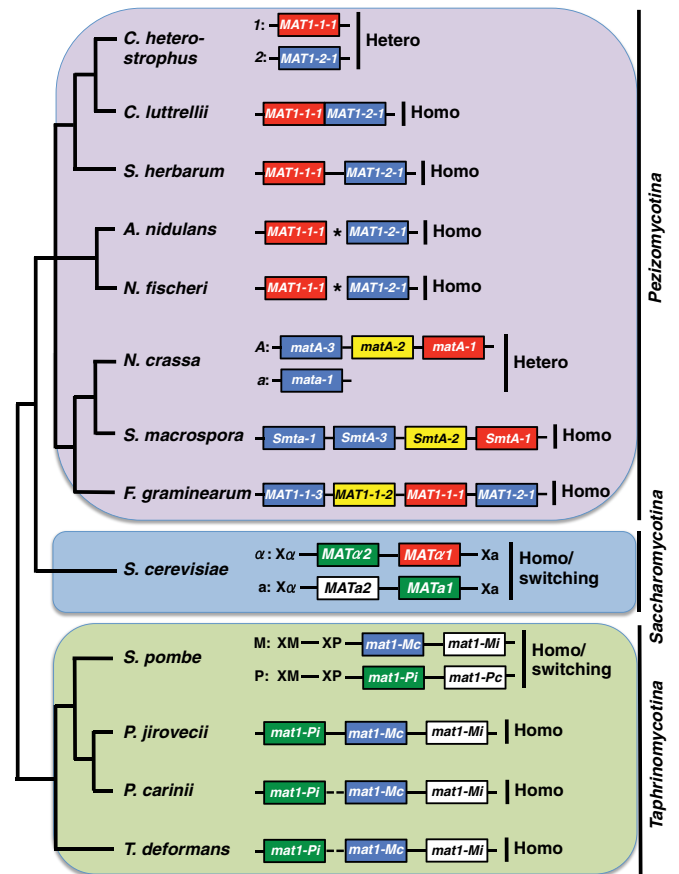 C. hetero-
strophus
1: MAT1-1-1
2: MAT1-2-1
Hetero
C. luttrellii MAT1-1-1 MAT1-2-1 Homo
S. herbarum MAT1-1-1 MAT1-2-1 Homo
A. nidulans MAT1-1-1 * MAT1-2-1 Homo
N. fischeri MAT1-1-1 * MAT1-2-1 Homo
N. crassa
A: matA-3 matA-2 matA-1
a: mata-1
Hetero
S. macrospora Smta-1 SmtA-3 SmtA-2 SmtA-1 Homo
F. graminearum MAT1-1-3 MAT1-1-2 MAT1-1-1 MAT1-2-1 Homo
Pezizomycotina
S. cerevisiae
α: Xα MATα2 MATα1 Xa
a: Xα MATa2 MATa1 Xa
Homo/
switching
Saccharomycotina
S. pombe
M: XM XP mat1-Mc mat1-Mi
P: XM XP mat1-Pi mat1-Pc
Homo/
switching
P. jirovecii mat1-Pi mat1-Mc mat1-Mi Homo
P. carinii mat1-Pi mat1-Mc mat1-Mi Homo
T. deformans mat1-Pi mat1-Mc mat1-Mi Homo
Taphrinomycotina